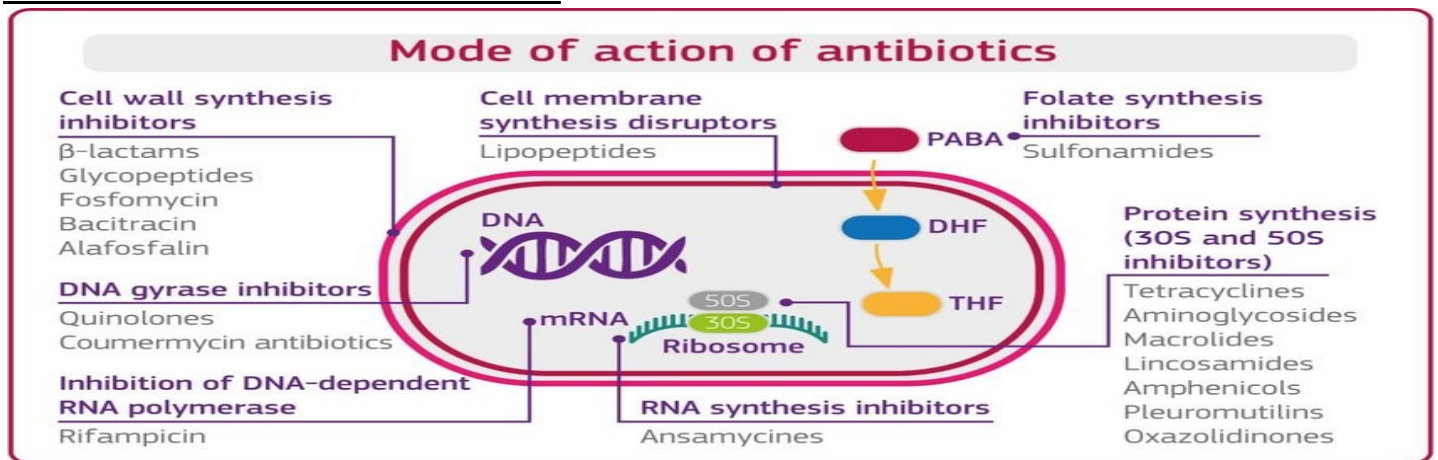 Mode of action of antibiotics
Cell wall synthesis
inhibitors
β-lactams
Glycopeptides
Fosfomycin
Bacitracin
Alafosfalin
DNA gyrase inhibitors
Quinolones
Coumermycin antibiotics
Inhibition of DNA-dependent
RNA polymerase
Rifampicin
Cell membrane
synthesis disruptors
Lipopeptides
DNA
mRNA
50S
30S
Ribosome
RNA synthesis inhibitors
Ansamycines
PABA
DHF
THF
Folate synthesis
inhibitors
Sulfonamides
Protein synthesis
(30S and 50S
inhibitors)
Tetracyclines
Aminoglycosides
Macrolides
Lincosamides
Amphenicols
Pleuromutilins
Oxazolidinones